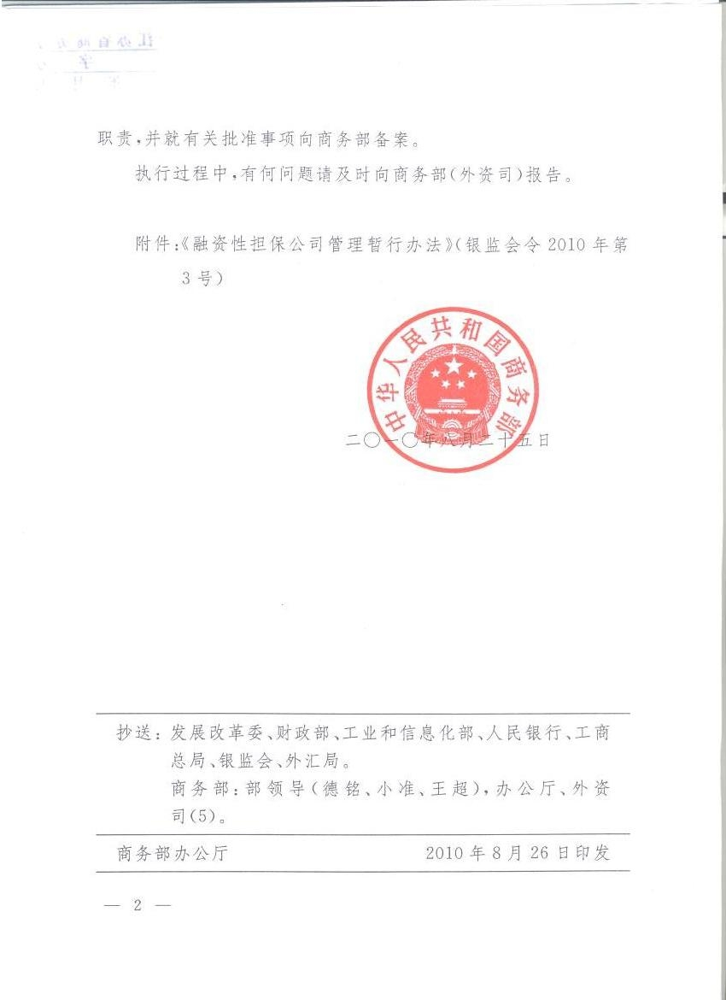 职责,并就有关批准事项向商务部备案。
执行过程中,有何问题请及时向商务部(外资司)报告。
附件:《融资性担保公司管理暂行办法》(银监会令2010年第
3号)
中华人民共和国商务部
二〇一〇年八月二十五日
抄送:发展改革委、财政部、工业和信息化部、人民银行、工商
总局、银监会、外汇局。
商务部:部领导(德铭、小准、王超),办公厅、外资
司(5)。
商务部办公厅 2010年8月26日印发
— 2 —